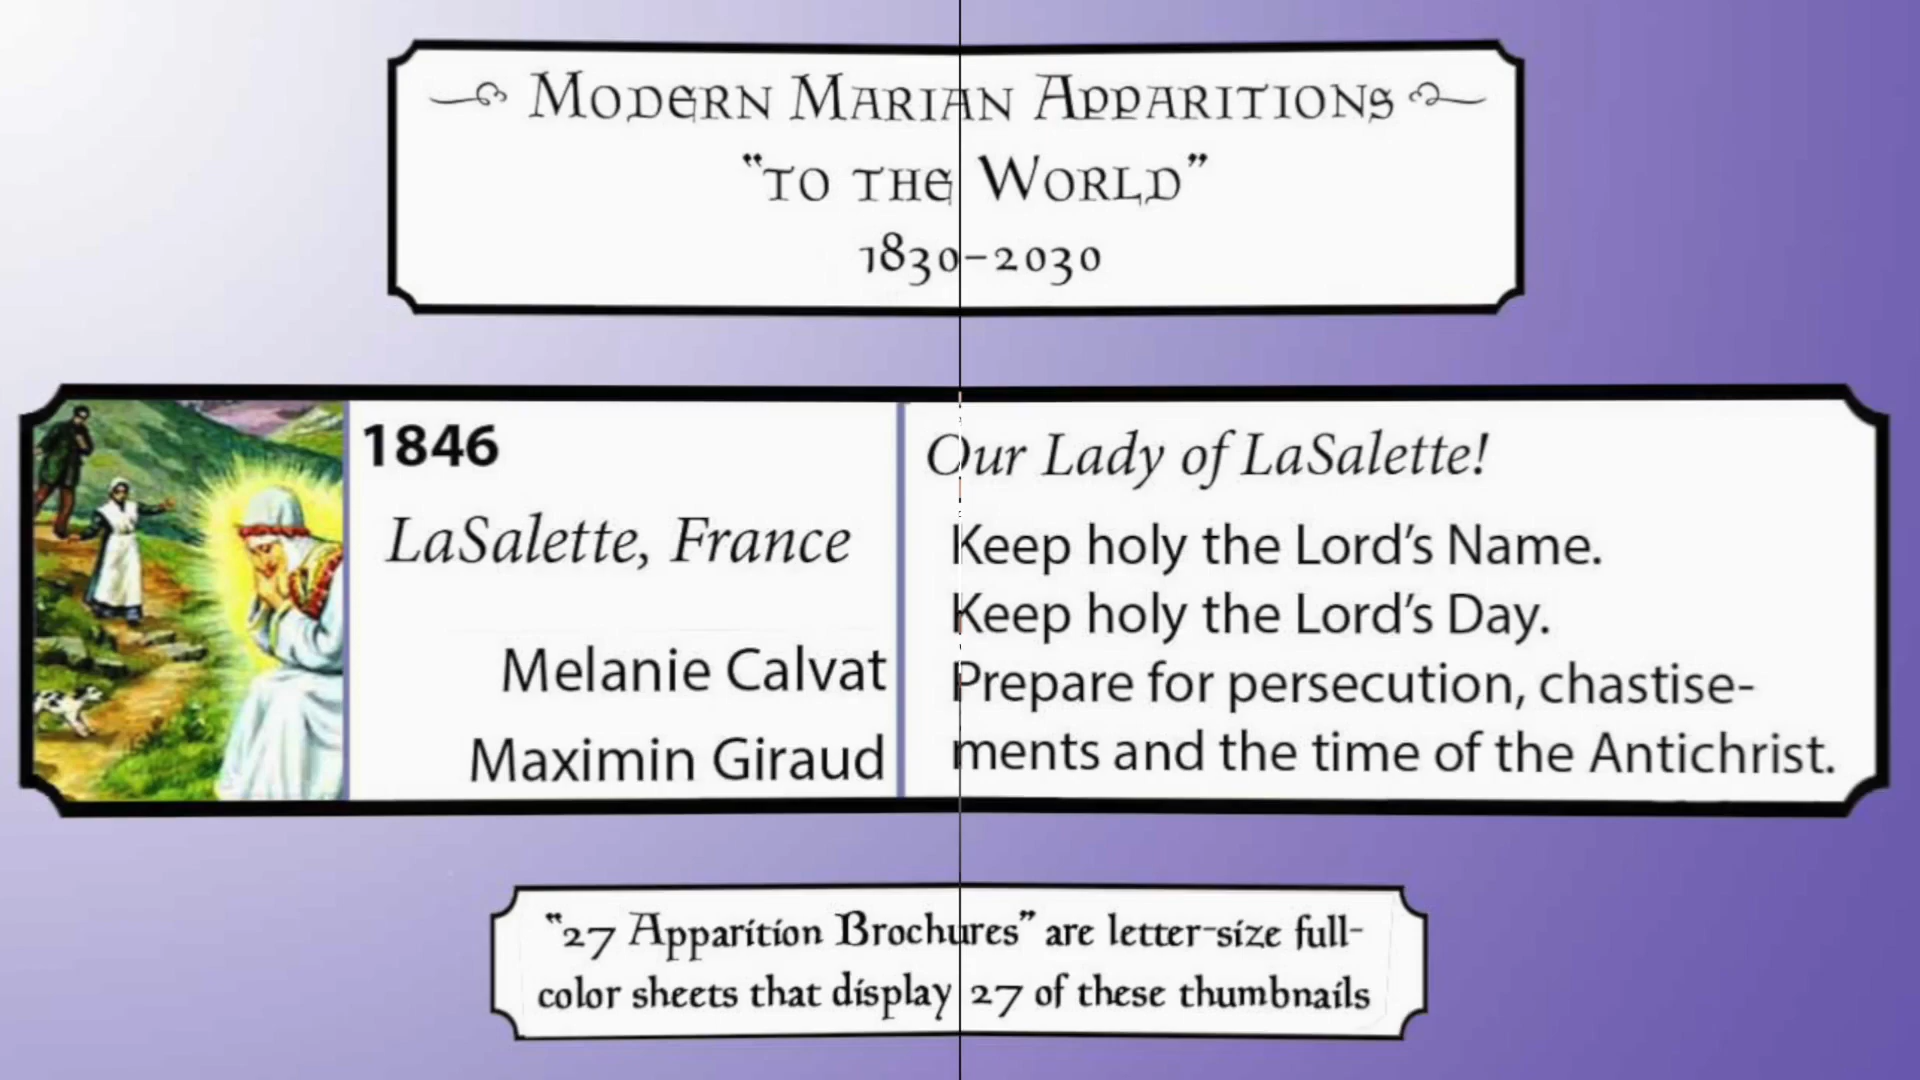 Modern Marian Apparitions
"to the World"
1830–2030
1846
LaSalette, France
Melanie Calvat
Maximin Giraud
Our Lady of LaSalette!
Keep holy the Lord's Name.
Keep holy the Lord's Day.
Prepare for persecution, chastise-
ments and the time of the Antichrist.
"27 Apparition Brochures" are letter-size full-
color sheets that display 27 of these thumbnails